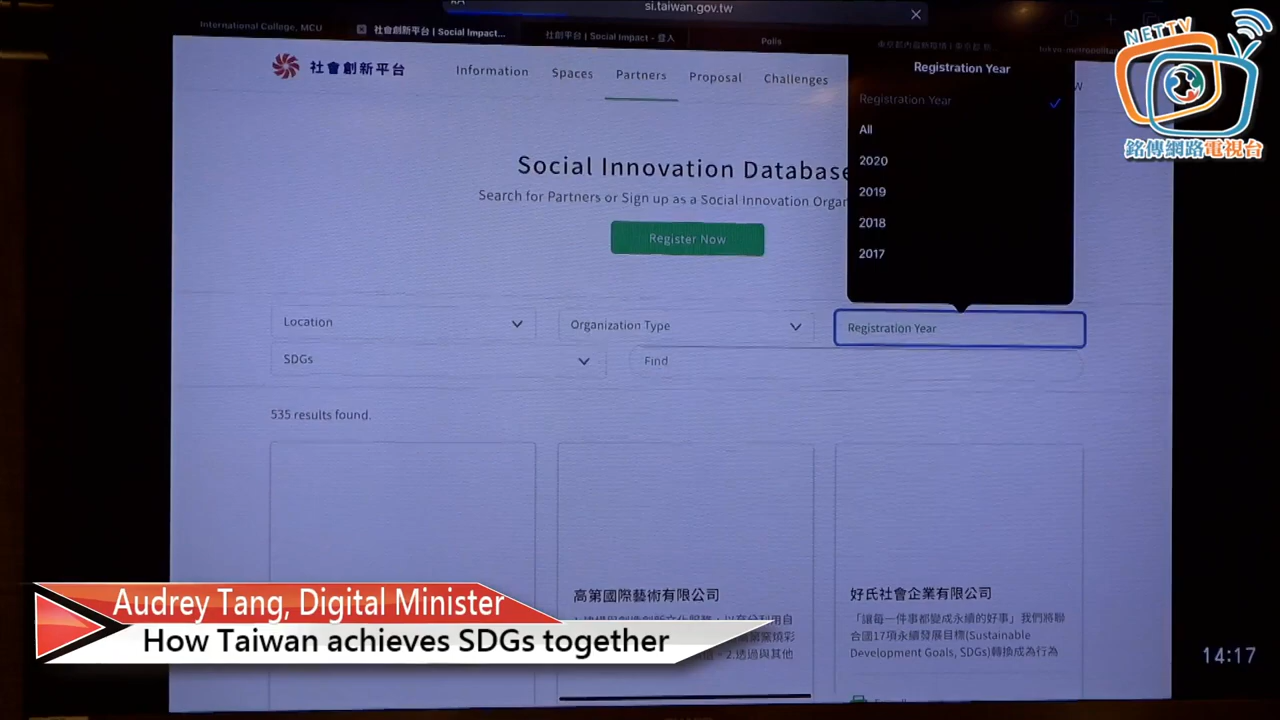 si.taiwan.gov.tw
International College, MCU
社會創新平台 | Social Impact...
社創平台 | Social Impact - 登入
Polis
NETTV
銘傳網路電視台
社會創新平台
Information
Spaces
Partners
Proposal
Challenges
Registration Year
Registration Year
All
2020
2019
2018
2017
Social Innovation Database
Search for Partners or Sign up as a Social Innovation Organ
Register Now
Location
Organization Type
Registration Year
SDGs
Find
535 results found.
高第國際藝術有限公司
好氏社會企業有限公司
「讓每一件事都變成永續的好事」我們將聯
合國17項永續發展目標(Sustainable
Development Goals, SDGs)轉換成為行為
Audrey Tang, Digital Minister
How Taiwan achieves SDGs together
14:17